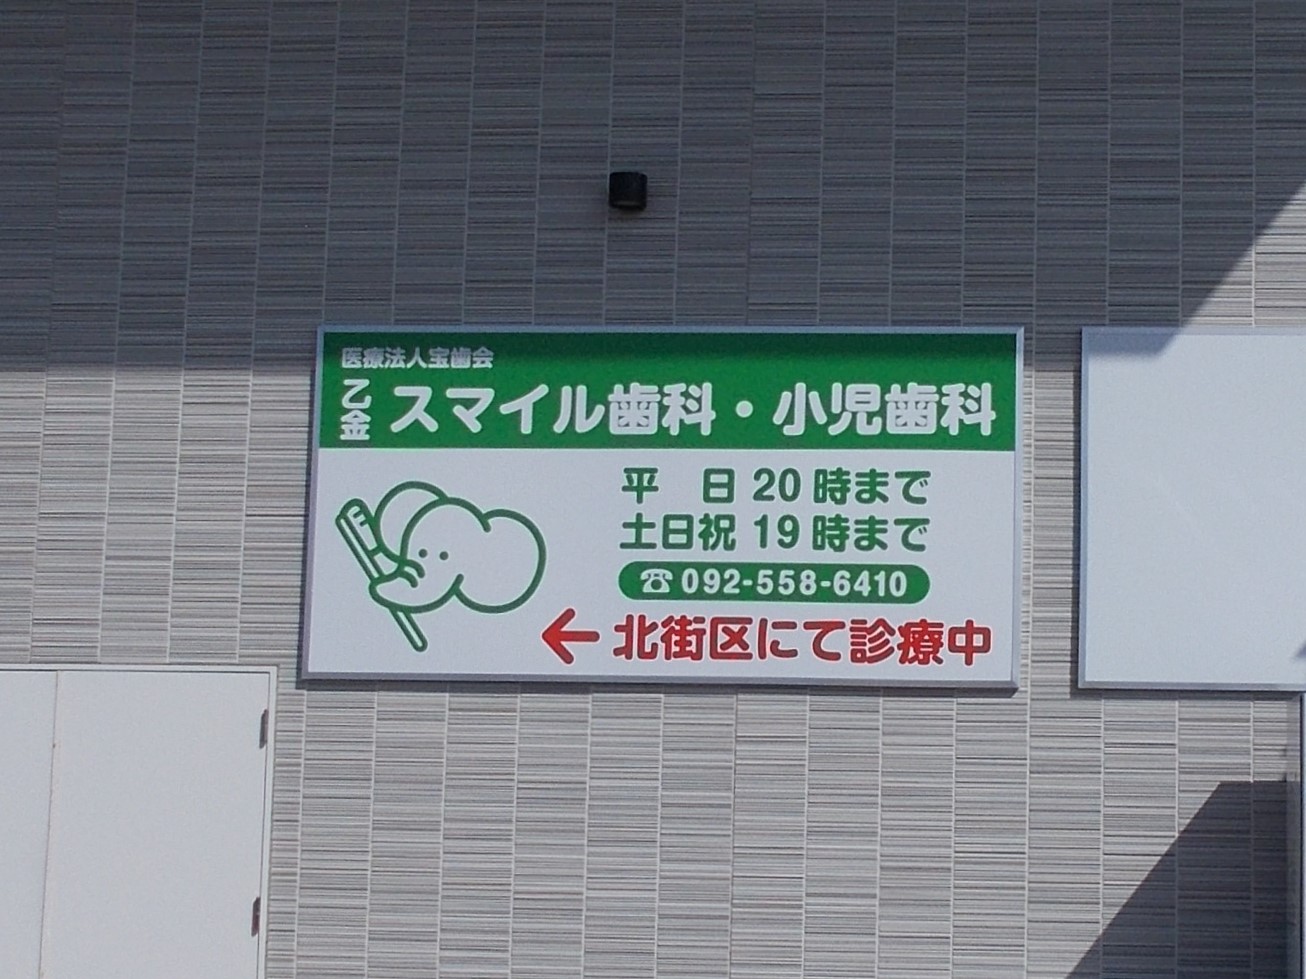 医療法人宝歯会
乙金 スマイル歯科・小児歯科
平　日 20 時まで
土日祝 19 時まで
☎092-558-6410
← 北街区にて診療中